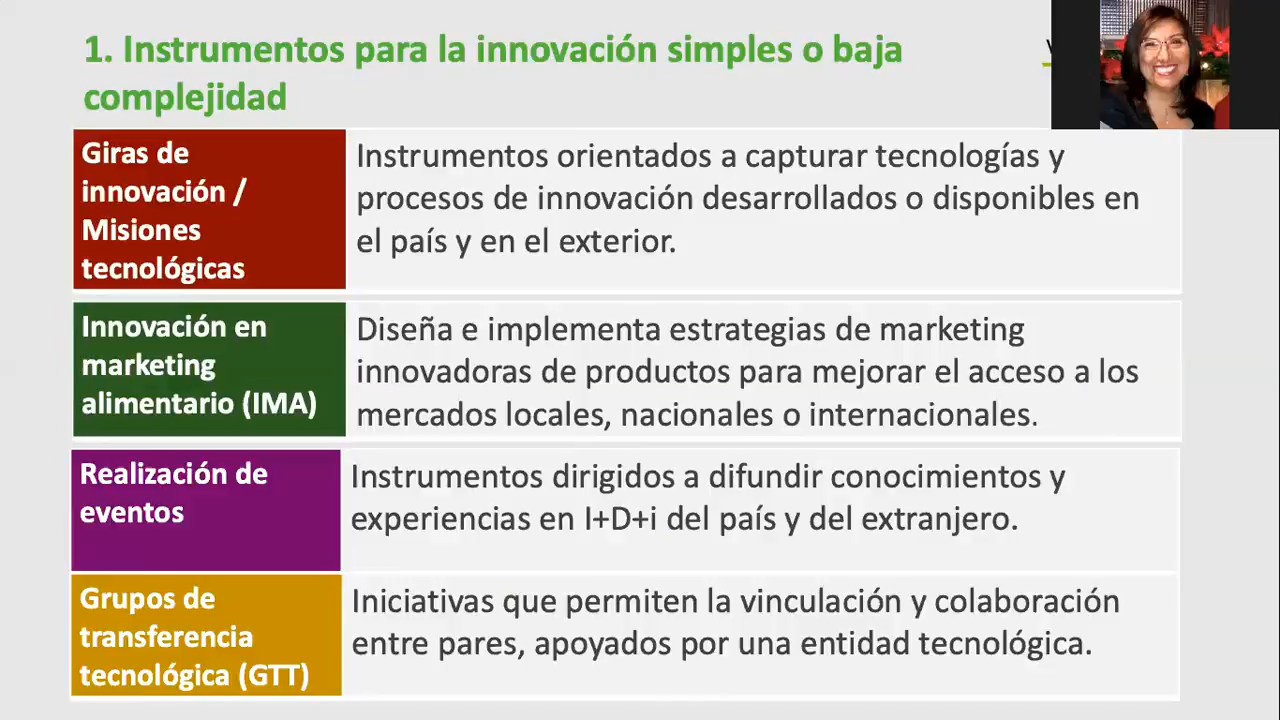 1. Instrumentos para la innovación simples o baja
complejidad
Giras de
innovación /
Misiones
tecnológicas
Instrumentos orientados a capturar tecnologías y
procesos de innovación desarrollados o disponibles en
el país y en el exterior.
Innovación en
marketing
alimentario (IMA)
Diseña e implementa estrategias de marketing
innovadoras de productos para mejorar el acceso a los
mercados locales, nacionales o internacionales.
Realización de
eventos
Instrumentos dirigidos a difundir conocimientos y
experiencias en I+D+i del país y del extranjero.
Grupos de
transferencia
tecnológica (GTT)
Iniciativas que permiten la vinculación y colaboración
entre pares, apoyados por una entidad tecnológica.